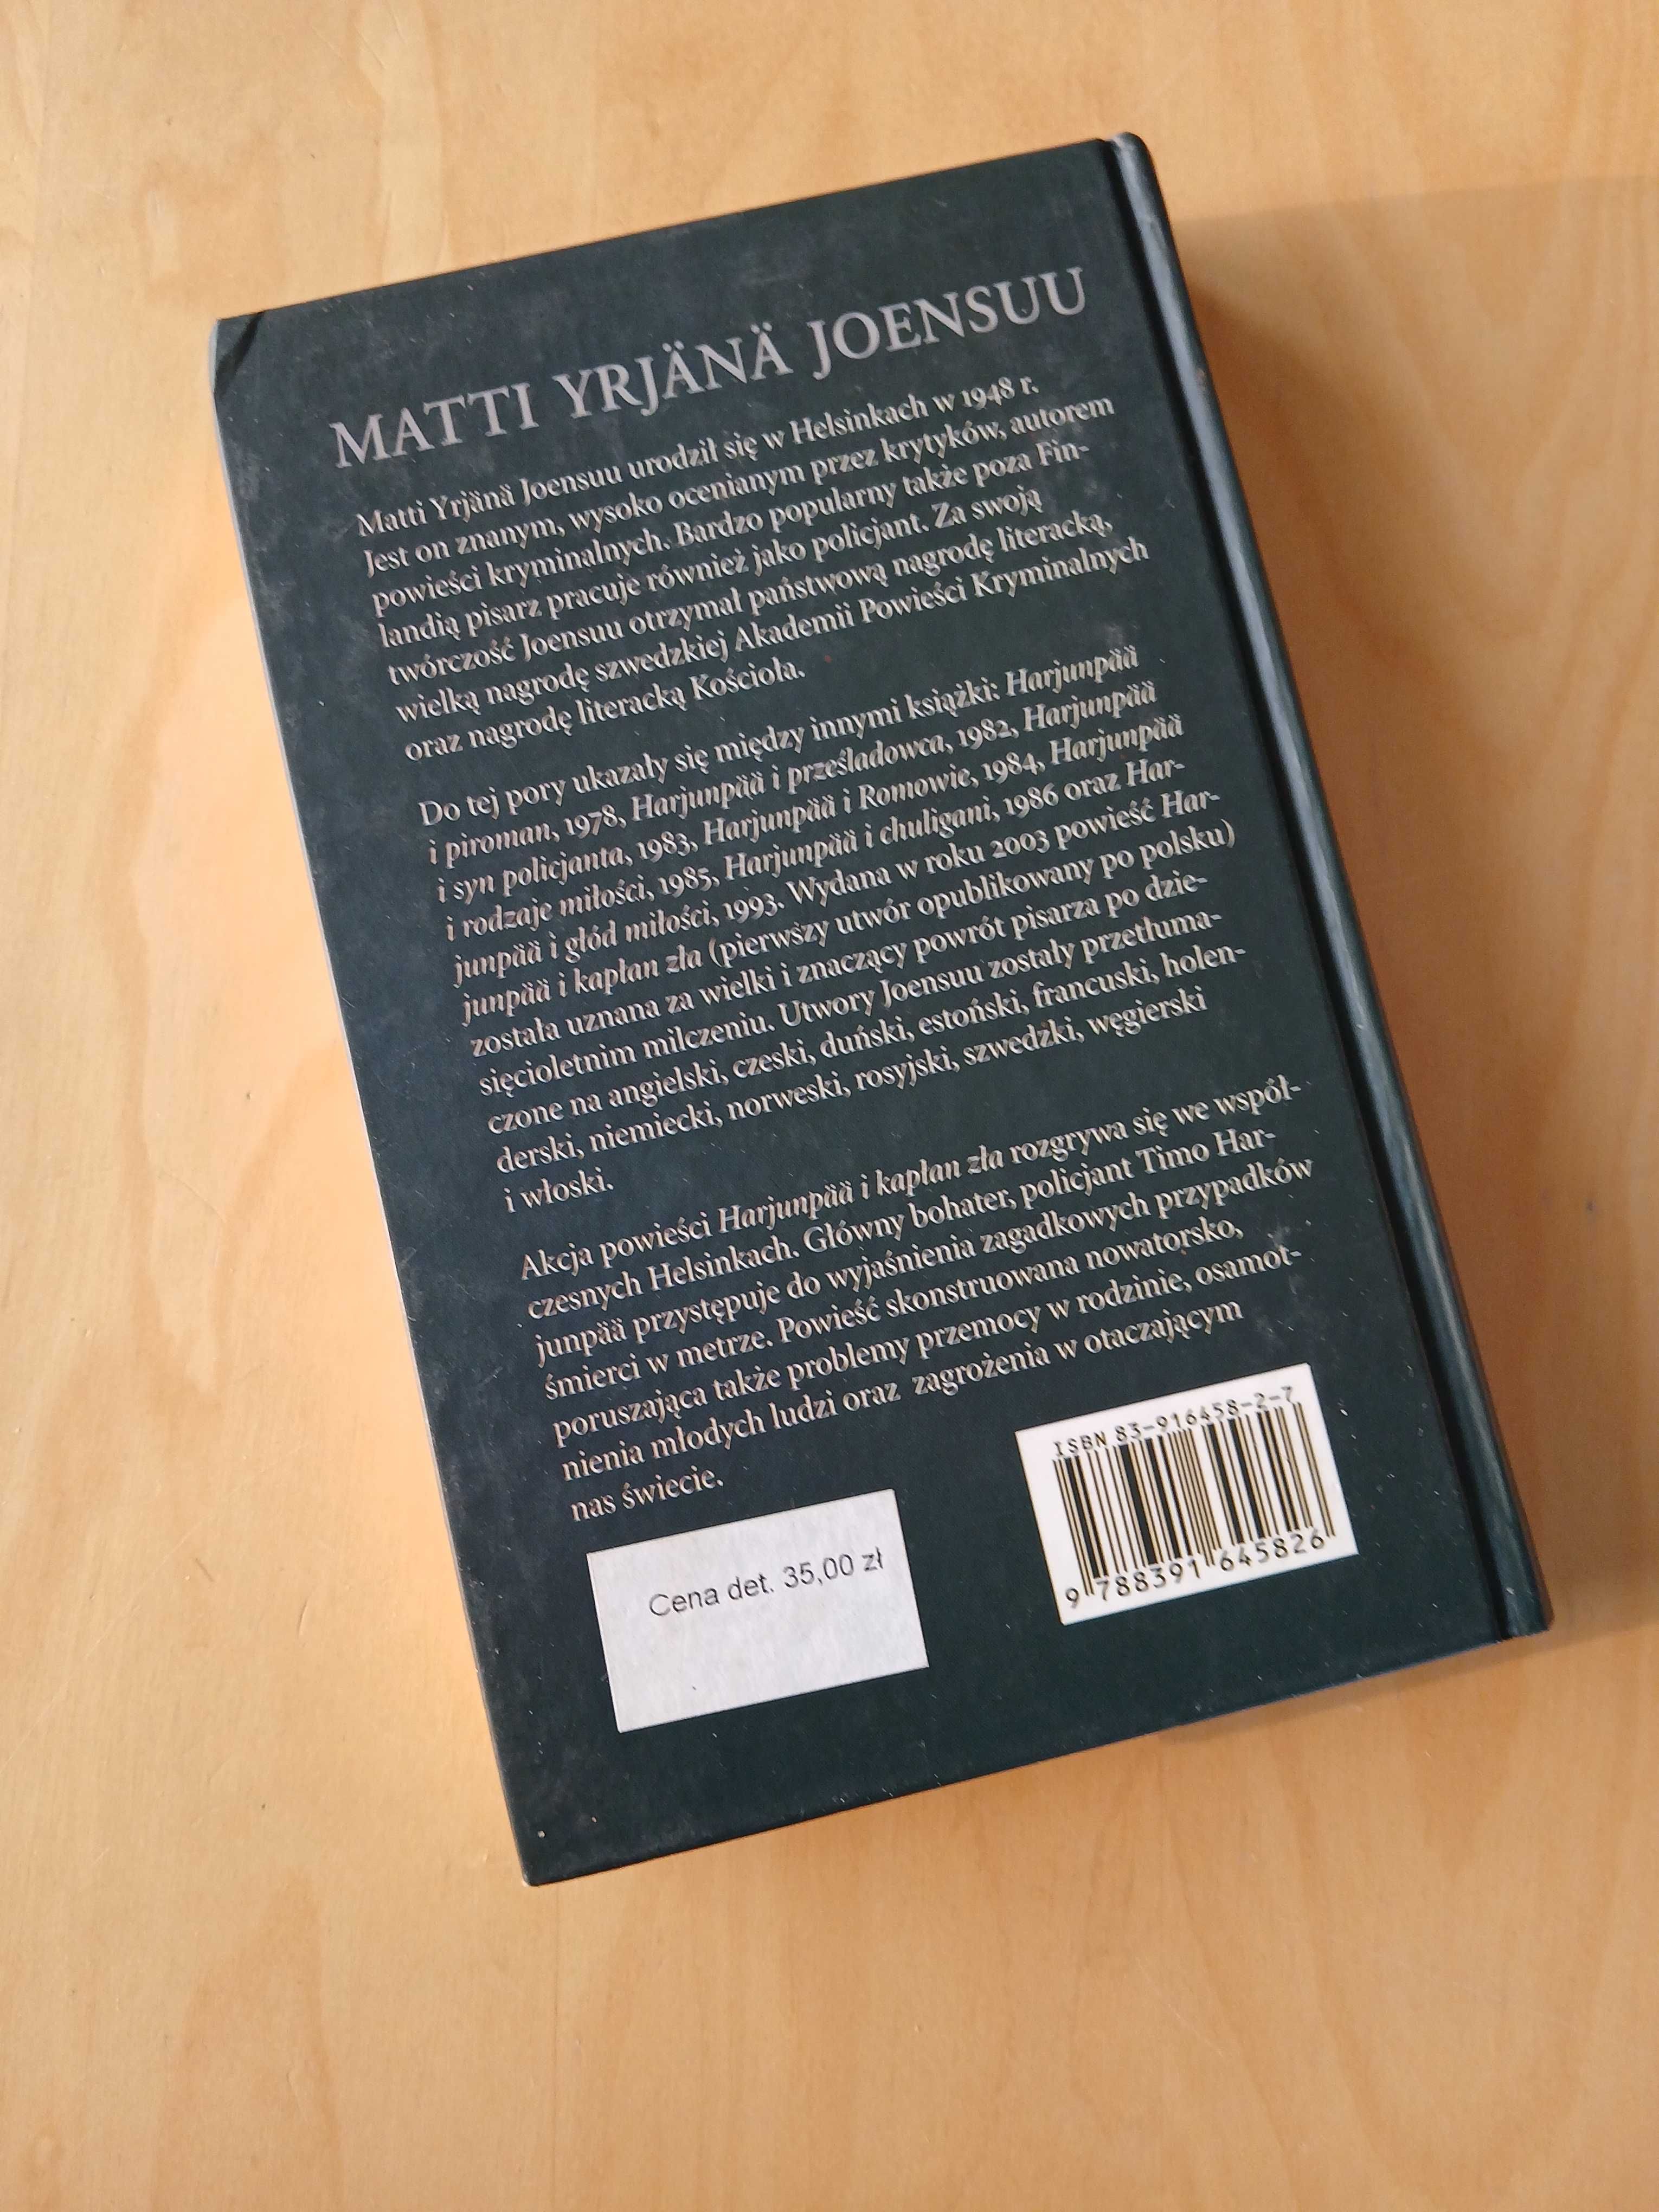 MATTI YRJÄNÄ JOENSUU
Matti Yrjänä Joensuu urodził się w Helsinkach w 1948 r.
Jest on znanym, wysoko ocenianym przez krytyków, autorem
powieści kryminalnych. Bardzo popularny także poza Fin-
landią pisarz pracuje również jako policjant. Za swoją
twórczość Joensuu otrzymał państwową nagrodę literacką,
wielką nagrodę szwedzkiej Akademii Powieści Kryminalnych
oraz nagrodę literacką Kościoła.
Do tej pory ukazały się między innymi książki: Harjunpää
i piroman, 1978, Harjunpää i prześladowca, 1982, Harjunpää
i syn policjanta, 1983, Harjunpää i Romowie, 1984, Harjunpää
i rodzaje miłości, 1985, Harjunpää i chuligani, 1986 oraz Har-
junpää i głód miłości, 1993. Wydana w roku 2003 powieść Har-
junpää i kapłan zła (pierwszy utwór opublikowany po polsku)
została uznana za wielki i znaczący powrót pisarza po dzie-
sięcioletnim milczeniu. Utwory Joensuu zostały przetłuma-
czone na angielski, czeski, duński, estoński, francuski, holen-
derski, niemiecki, norweski, rosyjski, szwedzki, węgierski
i włoski.
Akcja powieści Harjunpää i kapłan zła rozgrywa się we współ-
czesnych Helsinkach. Główny bohater, policjant Timo Har-
junpää przystępuje do wyjaśnienia zagadkowych przypadków
śmierci w metrze. Powieść skonstruowana nowatorsko,
poruszająca także problemy przemocy w rodzinie, osamot-
nienia młodych ludzi oraz zagrożenia w otaczającym
nas świecie.
ISBN 83-916458-2-7
Cena det. 35,00 zł
9 788391 645826